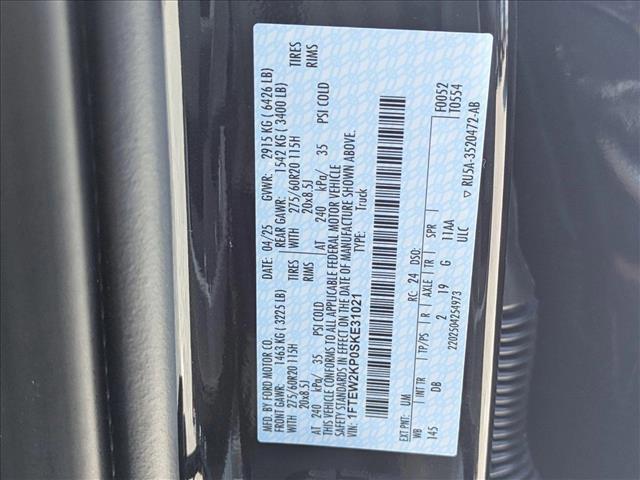 MFD. BY FORD MOTOR CO.
DATE: 04/25 GVWR: 2915 KG ( 6426 LB)
FRONT GAWR: 1463 KG ( 3225 LB) REAR GAWR: 1542 KG ( 3400 LB)
WITH 275/60R20 115H TIRES WITH 275/60R20 115H TIRES
20x8.5J RIMS 20x8.5J RIMS
AT 240 kPa/ 35 PSI COLD AT 240 kPa/ 35 PSI COLD
THIS VEHICLE CONFORMS TO ALL APPLICABLE FEDERAL MOTOR VEHICLE
SAFETY STANDARDS IN EFFECT ON THE DATE OF MANUFACTURE SHOWN ABOVE.
VIN: 1FTEW2KP0SKE31021 TYPE: Truck
EXT PNT: UM RC: 24 DSO: F0052
WB INT TR TP/PS R AXLE TR SPR T0554
145 DB 2 19 G 11AA
ULC
2202504254973 ▽ RU5A-3520472-AB